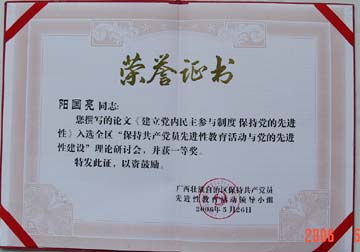 荣誉证书
阳国亮同志:
您撰写的论文《建立党内民主参与制度 保持党的先进
性》入选全区“保持共产党员先进性教育活动与党的先进
性建设”理论研讨会，并获一等奖。
特发此证，以资鼓励。
广西壮族自治区保持共产党员
先进性教育活动领导小组
2006年5月26日
2006